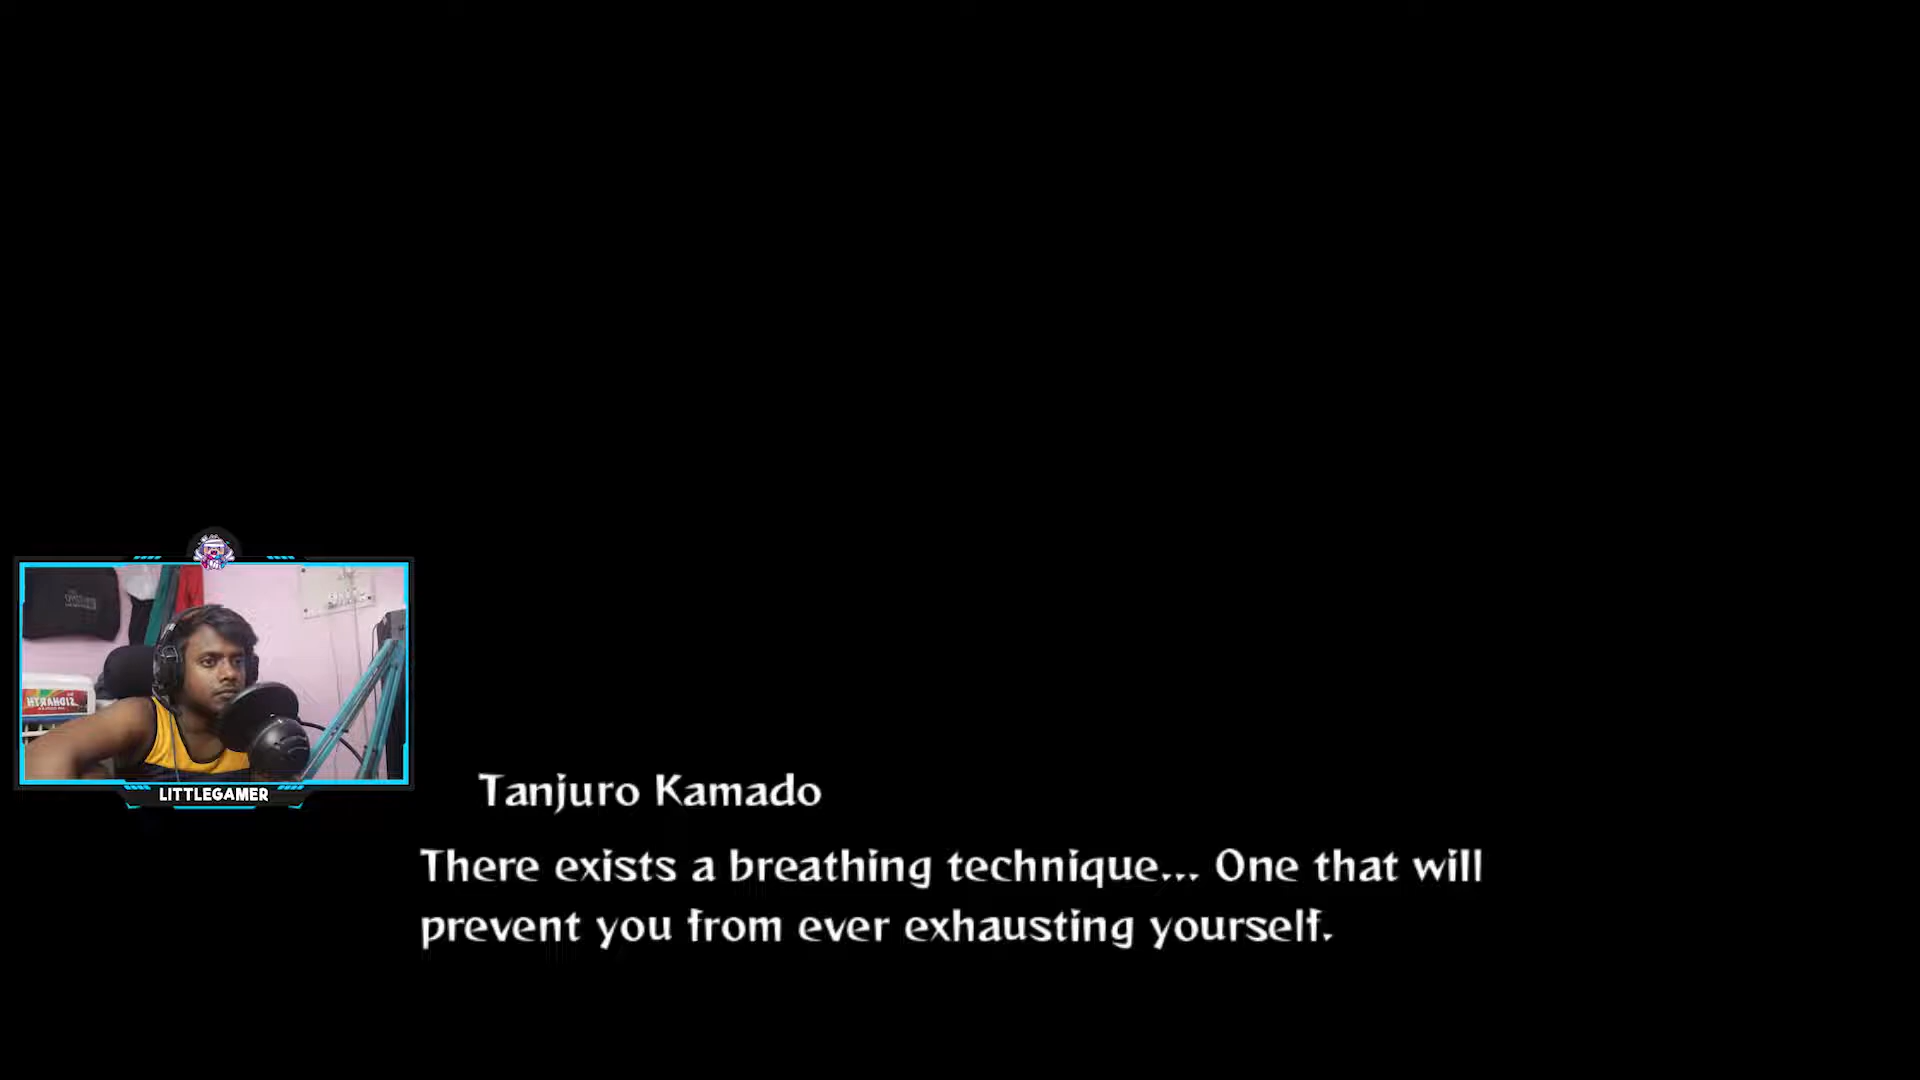 LITTLEGAMER
Tanjuro Kamado
There exists a breathing technique... One that will
prevent you from ever exhausting yourself.